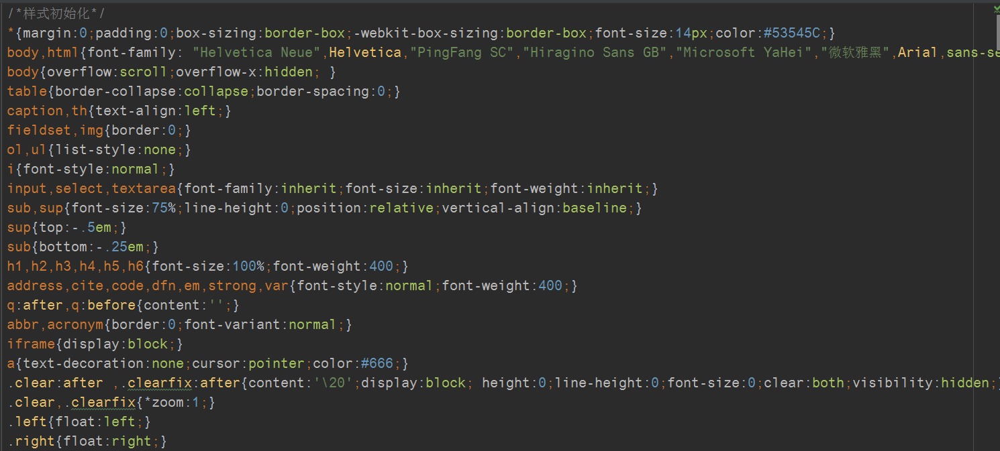 /*样式初始化*/
*{margin:0;padding:0;box-sizing:border-box;-webkit-box-sizing:border-box;font-size:14px;color:#53545C;}
body,html{font-family: "Helvetica Neue",Helvetica,"PingFang SC","Hiragino Sans GB","Microsoft YaHei","微软雅黑",Arial,sans-se
body{overflow:scroll;overflow-x:hidden; }
table{border-collapse:collapse;border-spacing:0;}
caption,th{text-align:left;}
fieldset,img{border:0;}
ol,ul{list-style:none;}
i{font-style:normal;}
input,select,textarea{font-family:inherit;font-size:inherit;font-weight:inherit;}
sub,sup{font-size:75%;line-height:0;position:relative;vertical-align:baseline;}
sup{top:-.5em;}
sub{bottom:-.25em;}
h1,h2,h3,h4,h5,h6{font-size:100%;font-weight:400;}
address,cite,code,dfn,em,strong,var{font-style:normal;font-weight:400;}
q:after,q:before{content:'';}
abbr,acronym{border:0;font-variant:normal;}
iframe{display:block;}
a{text-decoration:none;cursor:pointer;color:#666;}
.clear:after ,.clearfix:after{content:'\20';display:block; height:0;line-height:0;font-size:0;clear:both;visibility:hidden;}
.clear,.clearfix{*zoom:1;}
.left{float:left;}
.right{float:right;}